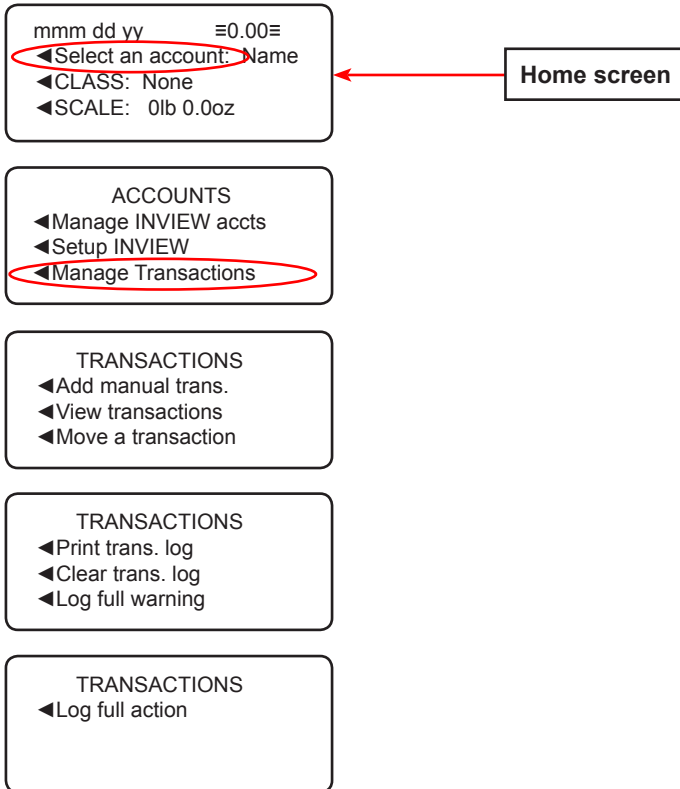 mmm dd yy ≡0.00≡
◄Select an account: Name
◄CLASS: None
◄SCALE: 0lb 0.0oz
Home screen
ACCOUNTS
◄Manage INVIEW accts
◄Setup INVIEW
◄Manage Transactions
TRANSACTIONS
◄Add manual trans.
◄View transactions
◄Move a transaction
TRANSACTIONS
◄Print trans. log
◄Clear trans. log
◄Log full warning
TRANSACTIONS
◄Log full action